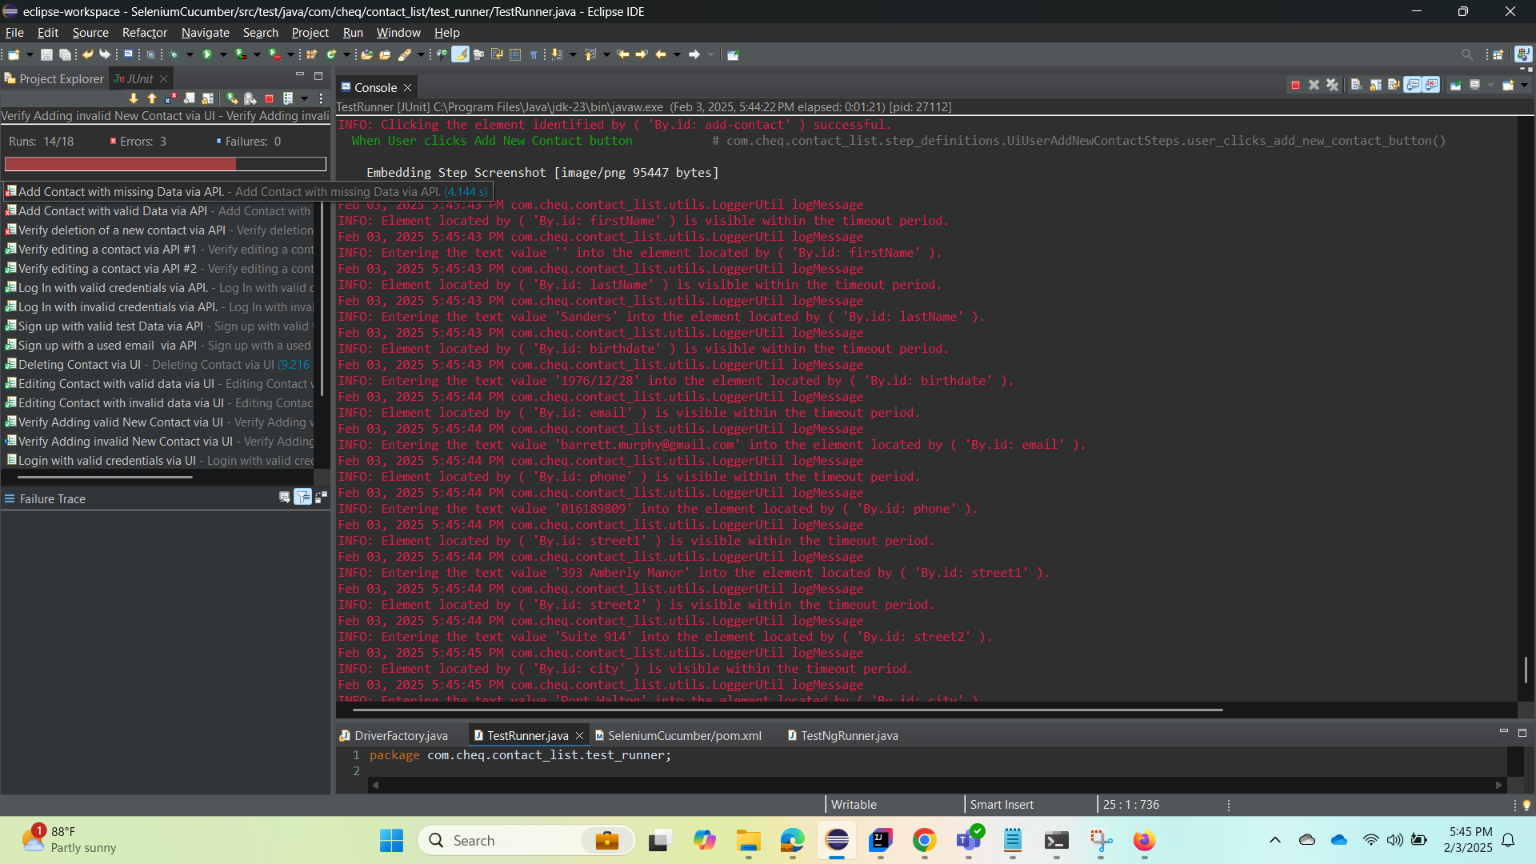 eclipse-workspace - SeleniumCucumber/src/test/java/com/cheq/contact_list/test_runner/TestRunner.java - Eclipse IDE
File Edit Source Refactor Navigate Search Project Run Window Help
Project Explorer JUnit
Console
TestRunner [JUnit] C:\Program Files\Java\jdk-23\bin\javaw.exe (Feb 3, 2025, 5:44:22 PM elapsed: 0:01:21) [pid: 27112]
Verify Adding invalid New Contact via UI - Verify Adding invali
Runs: 14/18 Errors: 3 Failures: 0
Add Contact with missing Data via API. - Add Contact with missing Data via API. (4.144 s)
Add Contact with valid Data via API - Add Contact with
Verify deletion of a new contact via API - Verify deletion
Verify editing a contact via API #1 - Verify editing a cont
Verify editing a contact via API #2 - Verify editing a cont
Log In with valid credentials via API. - Log In with valid c
Log In with invalid credentials via API. - Log In with inva
Sign up with valid test Data via API - Sign up with valid
Sign up with a used email via API - Sign up with a used
Deleting Contact via UI - Deleting Contact via UI (9.216
Editing Contact with valid data via UI - Editing Contact v
Editing Contact with invalid data via UI - Editing Contac
Verify Adding valid New Contact via UI - Verify Adding v
Verify Adding invalid New Contact via UI - Verify Adding
Login with valid credentials via UI - Login with valid cred
Failure Trace
INFO: Clicking the element identified by ( 'By.id: add-contact' ) successful.
When User clicks Add New Contact button # com.cheq.contact_list.step_definitions.UiUserAddNewContactSteps.user_clicks_add_new_contact_button()
Embedding Step Screenshot [image/png 95447 bytes]
Feb 03, 2025 5:45:43 PM com.cheq.contact_list.utils.LoggerUtil logMessage
INFO: Element located by ( 'By.id: firstName' ) is visible within the timeout period.
Feb 03, 2025 5:45:43 PM com.cheq.contact_list.utils.LoggerUtil logMessage
INFO: Entering the text value '' into the element located by ( 'By.id: firstName' ).
Feb 03, 2025 5:45:43 PM com.cheq.contact_list.utils.LoggerUtil logMessage
INFO: Element located by ( 'By.id: lastName' ) is visible within the timeout period.
Feb 03, 2025 5:45:43 PM com.cheq.contact_list.utils.LoggerUtil logMessage
INFO: Entering the text value 'Sanders' into the element located by ( 'By.id: lastName' ).
Feb 03, 2025 5:45:43 PM com.cheq.contact_list.utils.LoggerUtil logMessage
INFO: Element located by ( 'By.id: birthdate' ) is visible within the timeout period.
Feb 03, 2025 5:45:43 PM com.cheq.contact_list.utils.LoggerUtil logMessage
INFO: Entering the text value '1976/12/28' into the element located by ( 'By.id: birthdate' ).
Feb 03, 2025 5:45:44 PM com.cheq.contact_list.utils.LoggerUtil logMessage
INFO: Element located by ( 'By.id: email' ) is visible within the timeout period.
Feb 03, 2025 5:45:44 PM com.cheq.contact_list.utils.LoggerUtil logMessage
INFO: Entering the text value 'barrett.murphy@gmail.com' into the element located by ( 'By.id: email' ).
Feb 03, 2025 5:45:44 PM com.cheq.contact_list.utils.LoggerUtil logMessage
INFO: Element located by ( 'By.id: phone' ) is visible within the timeout period.
Feb 03, 2025 5:45:44 PM com.cheq.contact_list.utils.LoggerUtil logMessage
INFO: Entering the text value '016189809' into the element located by ( 'By.id: phone' ).
Feb 03, 2025 5:45:44 PM com.cheq.contact_list.utils.LoggerUtil logMessage
INFO: Element located by ( 'By.id: street1' ) is visible within the timeout period.
Feb 03, 2025 5:45:44 PM com.cheq.contact_list.utils.LoggerUtil logMessage
INFO: Entering the text value '393 Amberly Manor' into the element located by ( 'By.id: street1' ).
Feb 03, 2025 5:45:44 PM com.cheq.contact_list.utils.LoggerUtil logMessage
INFO: Element located by ( 'By.id: street2' ) is visible within the timeout period.
Feb 03, 2025 5:45:44 PM com.cheq.contact_list.utils.LoggerUtil logMessage
INFO: Entering the text value 'Suite 914' into the element located by ( 'By.id: street2' ).
Feb 03, 2025 5:45:45 PM com.cheq.contact_list.utils.LoggerUtil logMessage
INFO: Element located by ( 'By.id: city' ) is visible within the timeout period.
Feb 03, 2025 5:45:45 PM com.cheq.contact_list.utils.LoggerUtil logMessage
INFO: Entering the text value 'Port Walton' into the element located by ( 'By.id: city' )
DriverFactory.java TestRunner.java SeleniumCucumber/pom.xml TestNgRunner.java
1 package com.cheq.contact_list.test_runner;
2
Writable Smart Insert 25 : 1 : 736
1
88°F
Partly sunny
Search
5:45 PM
2/3/2025